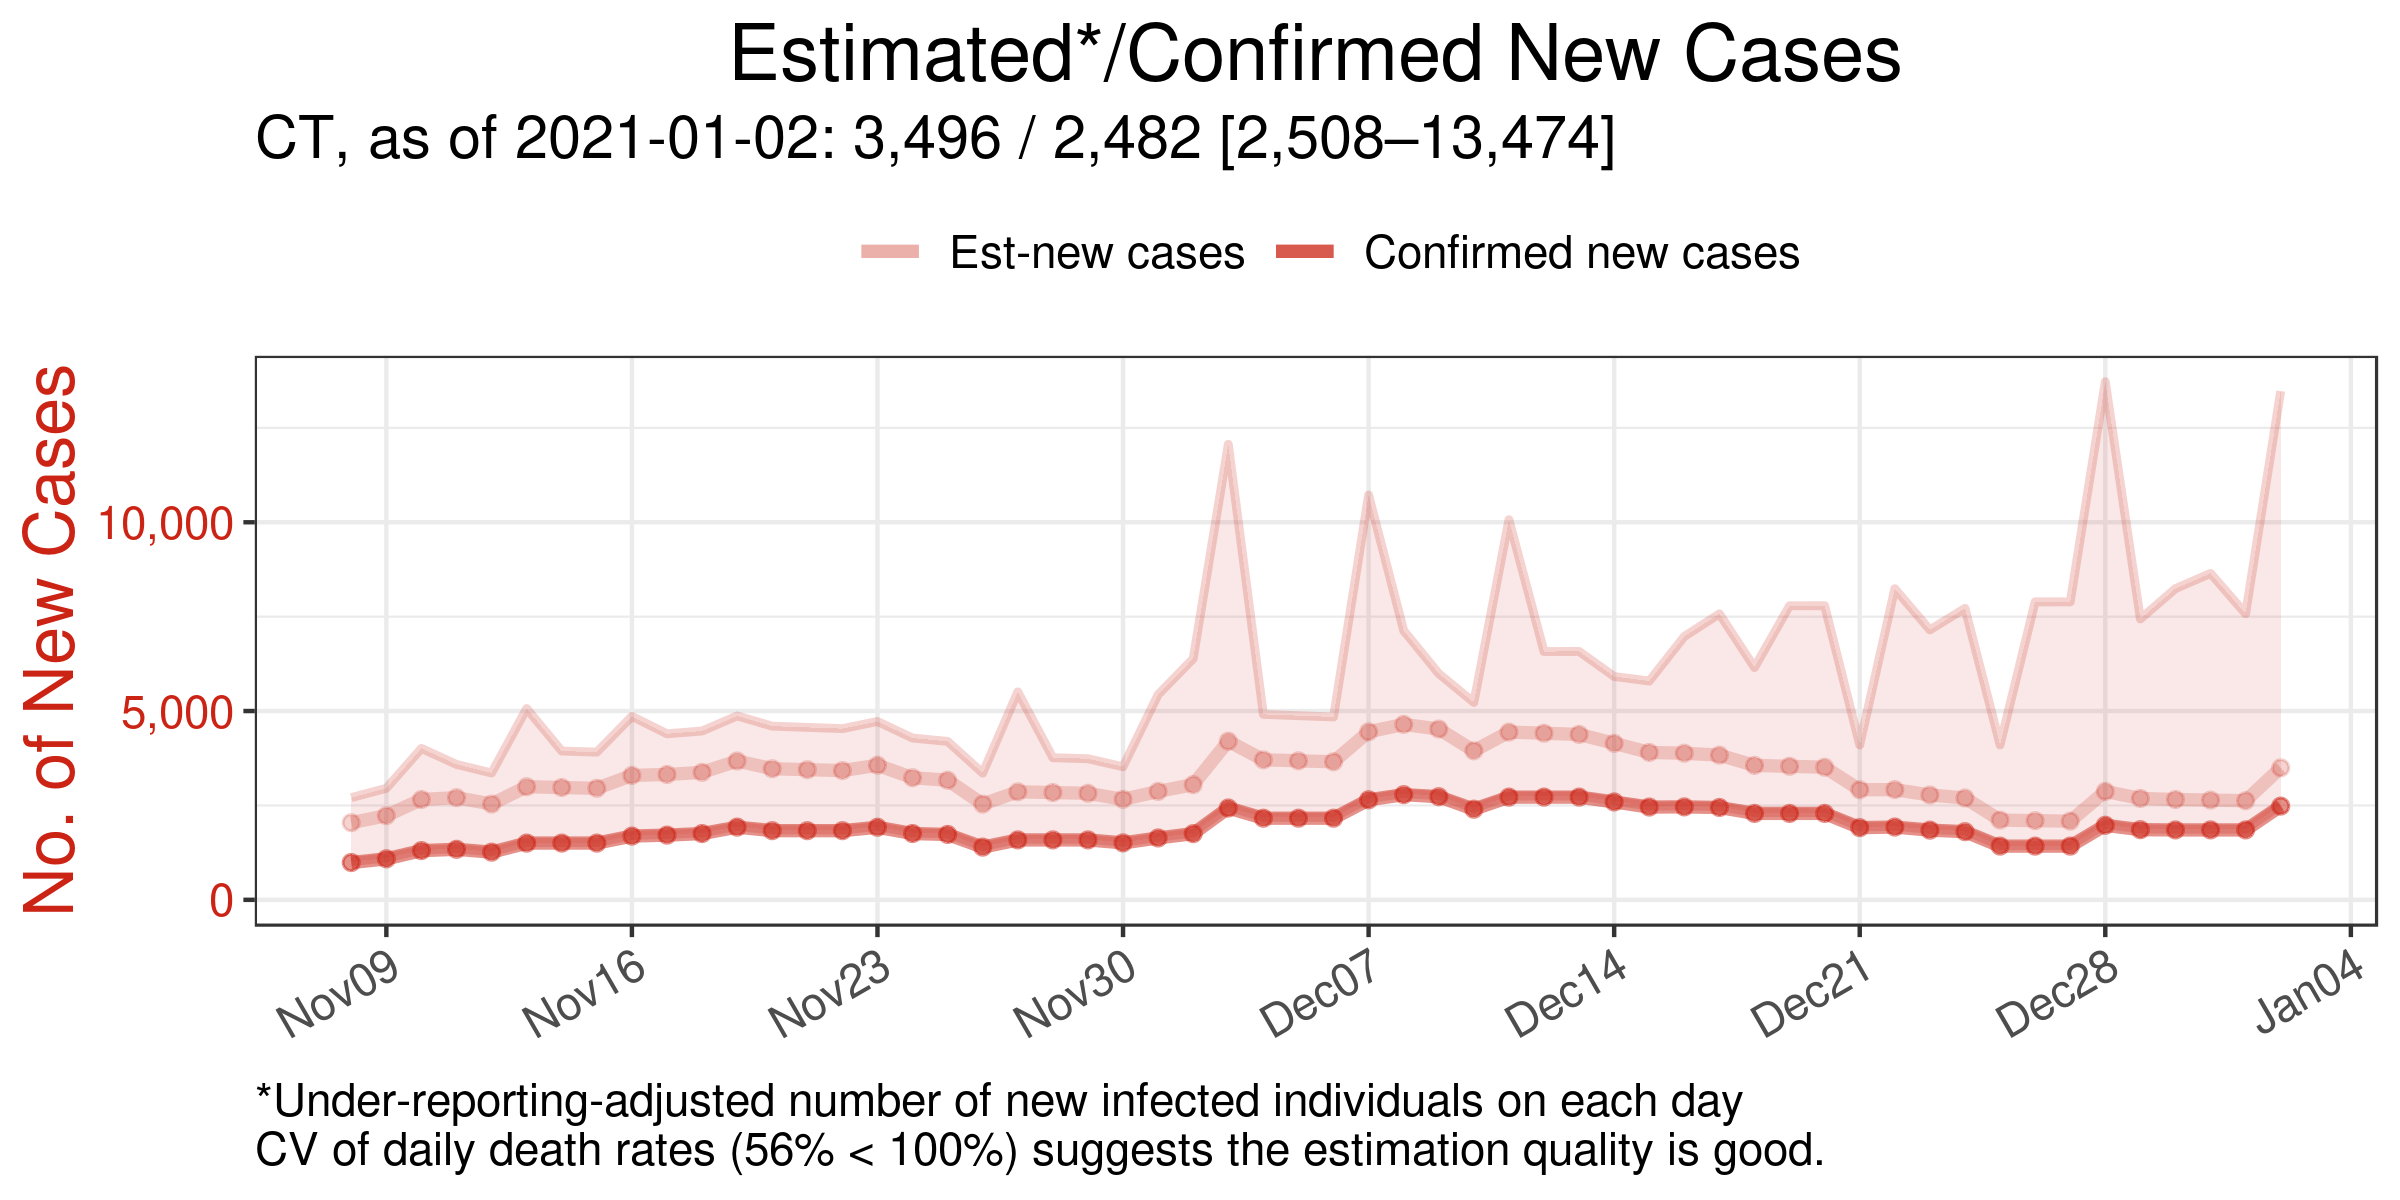 Estimated*/Confirmed New Cases
CT, as of 2021-01-02: 3,496 / 2,482 [2,508–13,474]
Est-new cases Confirmed new cases
No. of New Cases
10,000
5,000
0
Nov09 Nov16 Nov23 Nov30 Dec07 Dec14 Dec21 Dec28 Jan04
*Under-reporting-adjusted number of new infected individuals on each day
CV of daily death rates (56% < 100%) suggests the estimation quality is good.